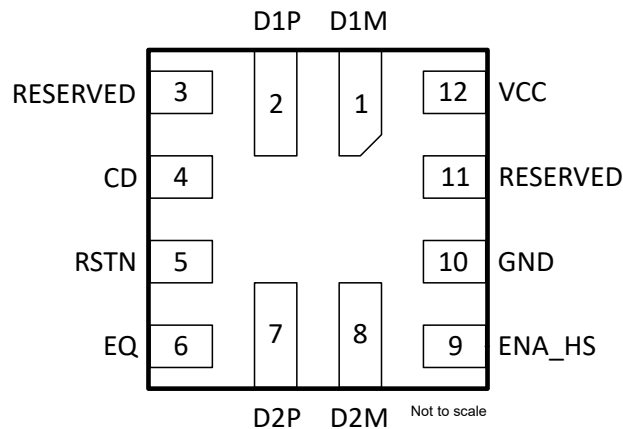 D1P D1M
RESERVED 3 2 1 12 VCC
CD 4 11 RESERVED
RSTN 5 10 GND
EQ 6 7 8 9 ENA_HS
D2P D2M Not to scale